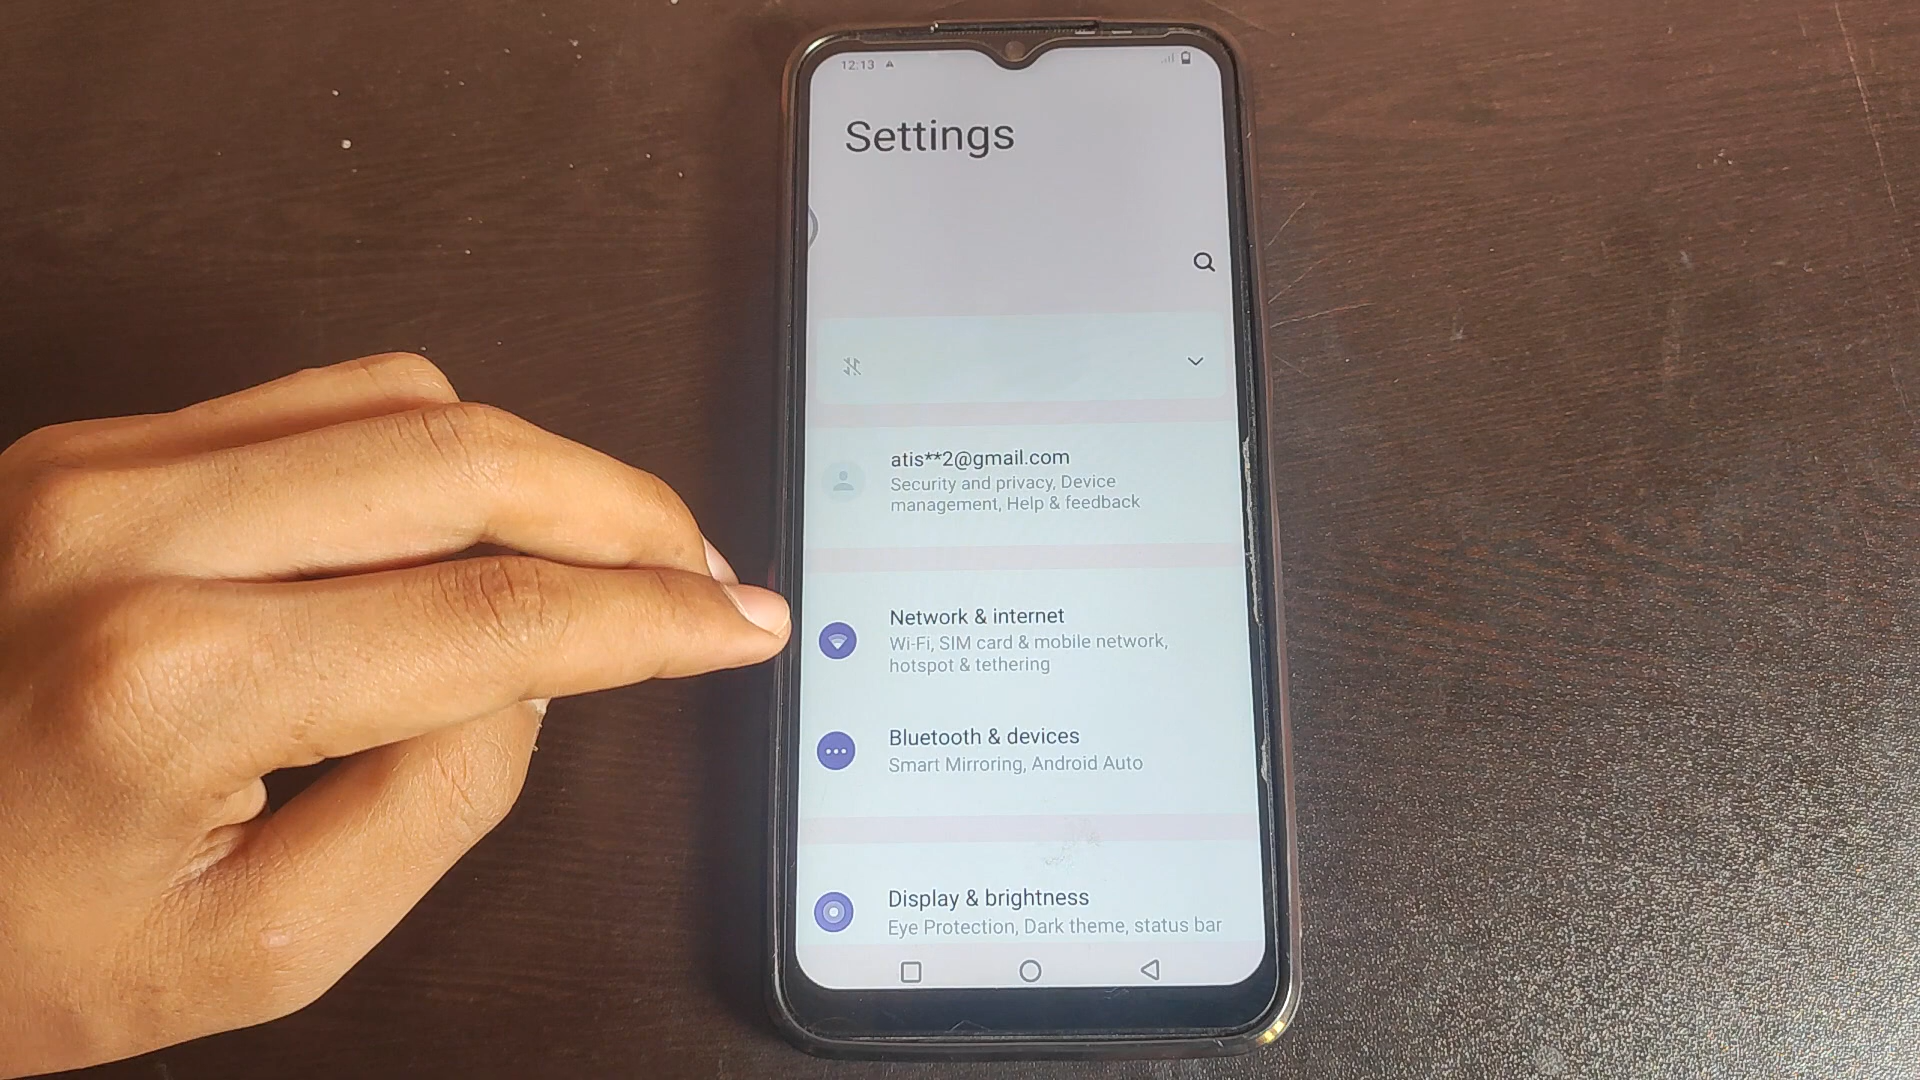 12:13
Settings
atis**2@gmail.com
Security and privacy, Device
management, Help & feedback
Network & internet
Wi-Fi, SIM card & mobile network,
hotspot & tethering
Bluetooth & devices
Smart Mirroring, Android Auto
Display & brightness
Eye Protection, Dark theme, status bar